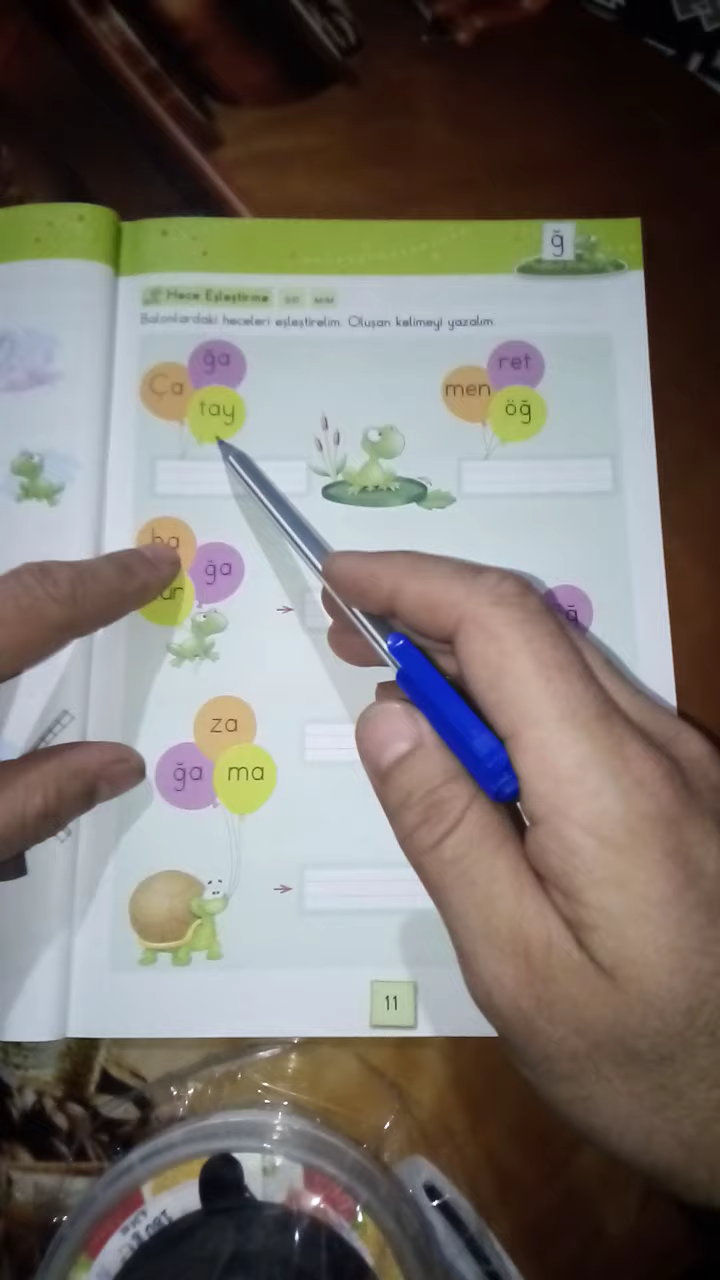 ğ
Hece Eşleştirme
Balonlardaki heceleri eşleştirelim. Oluşan kelimeyi yazalım.
ğa
Ça
tay
ret
men
öğ
ğa
za
ğa
ma
11